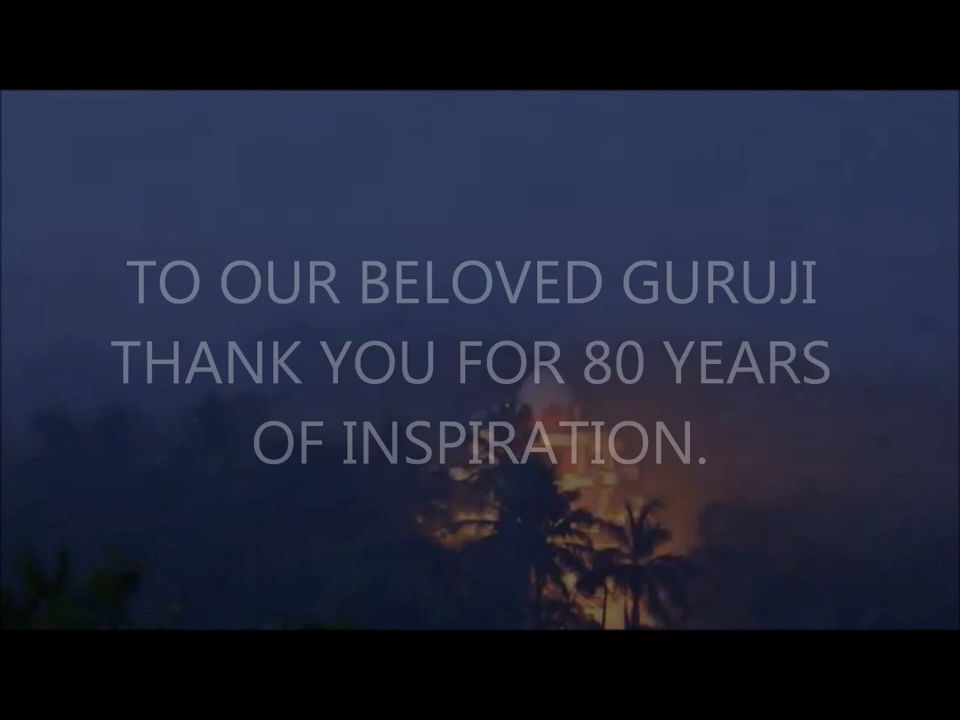 TO OUR BELOVED GURUJI
THANK YOU FOR 80 YEARS
OF INSPIRATION.